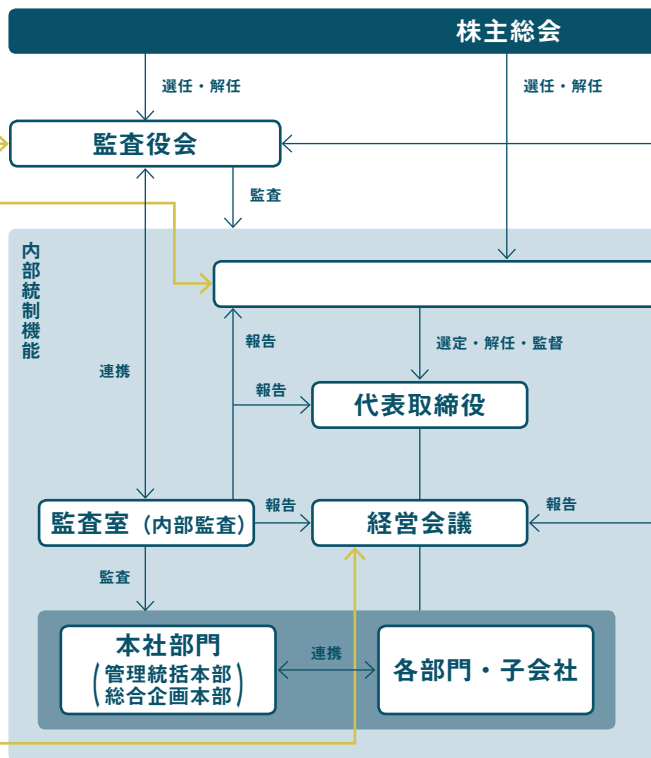 株主総会
選任・解任
選任・解任
監査役会
監査
内部統制機能
報告
選定・解任・監督
連携
報告
代表取締役
監査室（内部監査）
報告
経営会議
報告
監査
本社部門
（管理統括本部
総合企画本部）
連携
各部門・子会社